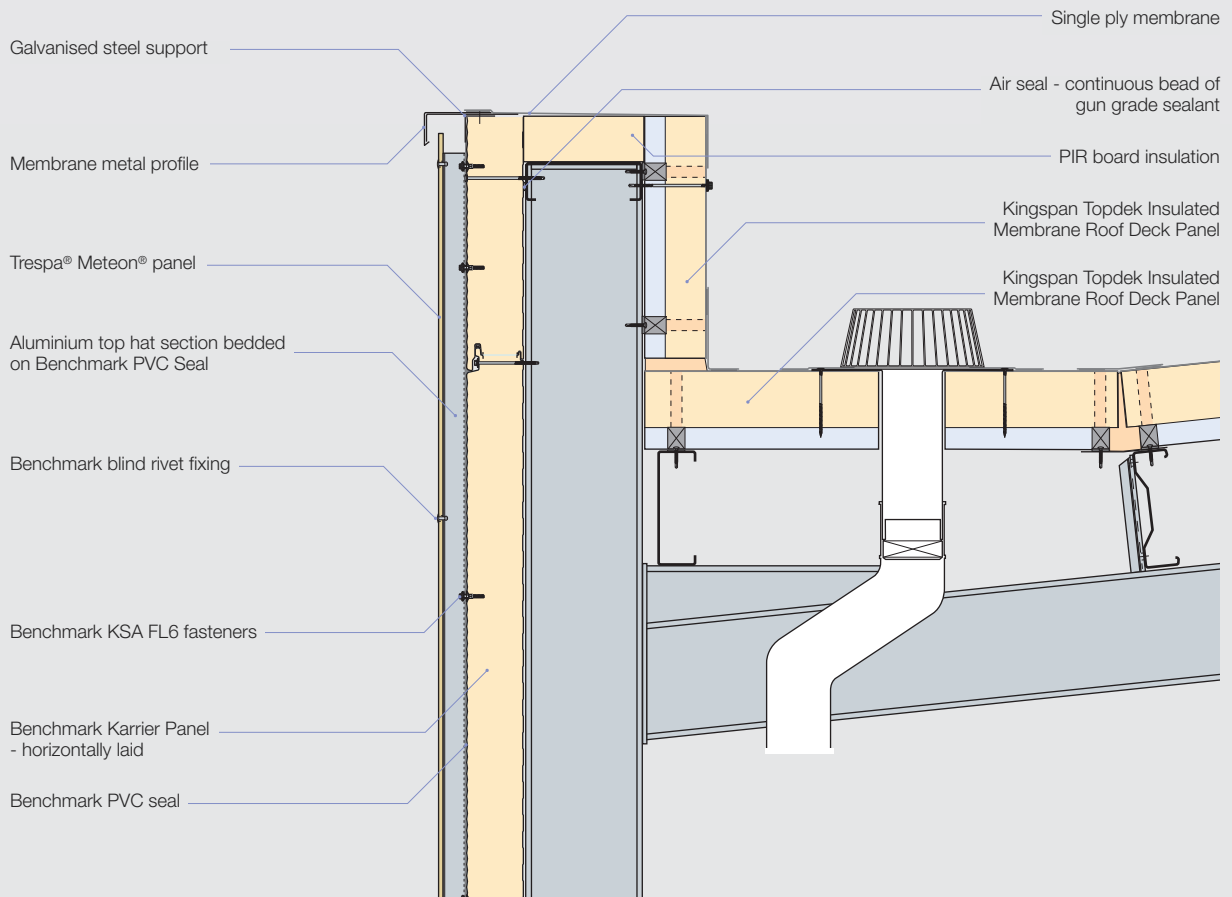 Galvanised steel support
Membrane metal profile
Trespa® Meteon® panel
Aluminium top hat section bedded
on Benchmark PVC Seal
Benchmark blind rivet fixing
Benchmark KSA FL6 fasteners
Benchmark Karrier Panel
- horizontally laid
Benchmark PVC seal
Single ply membrane
Air seal - continuous bead of
gun grade sealant
PIR board insulation
Kingspan Topdek Insulated
Membrane Roof Deck Panel
Kingspan Topdek Insulated
Membrane Roof Deck Panel